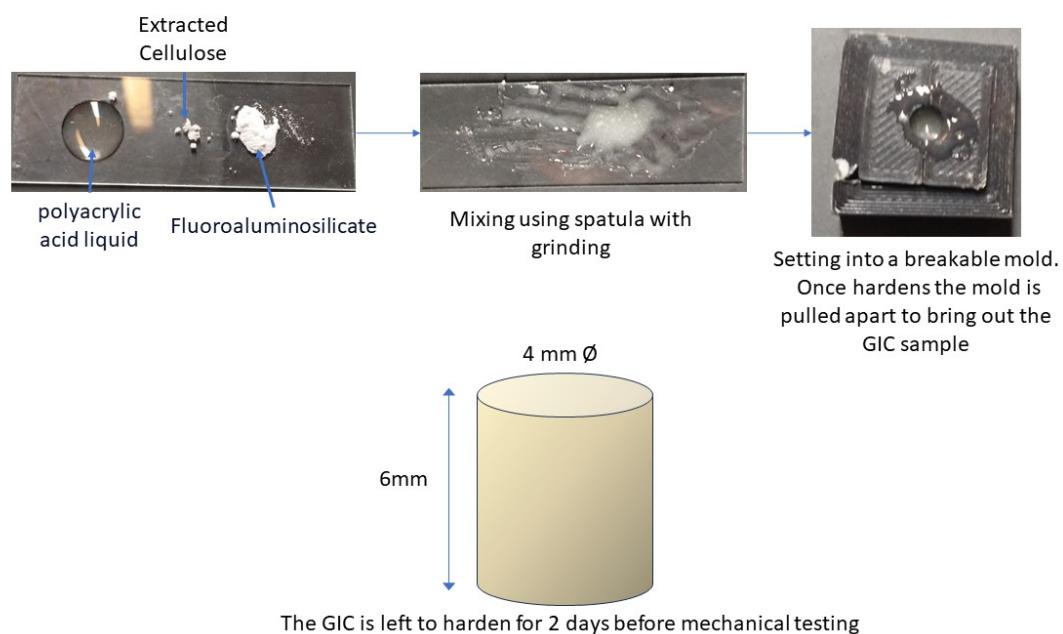 Extracted
Cellulose
polyacrylic
acid liquid
Fluoroaluminosilicate
Mixing using spatula with
grinding
Setting into a breakable mold.
Once hardens the mold is
pulled apart to bring out the
GIC sample
4 mm Ø
6mm
The GIC is left to harden for 2 days before mechanical testing